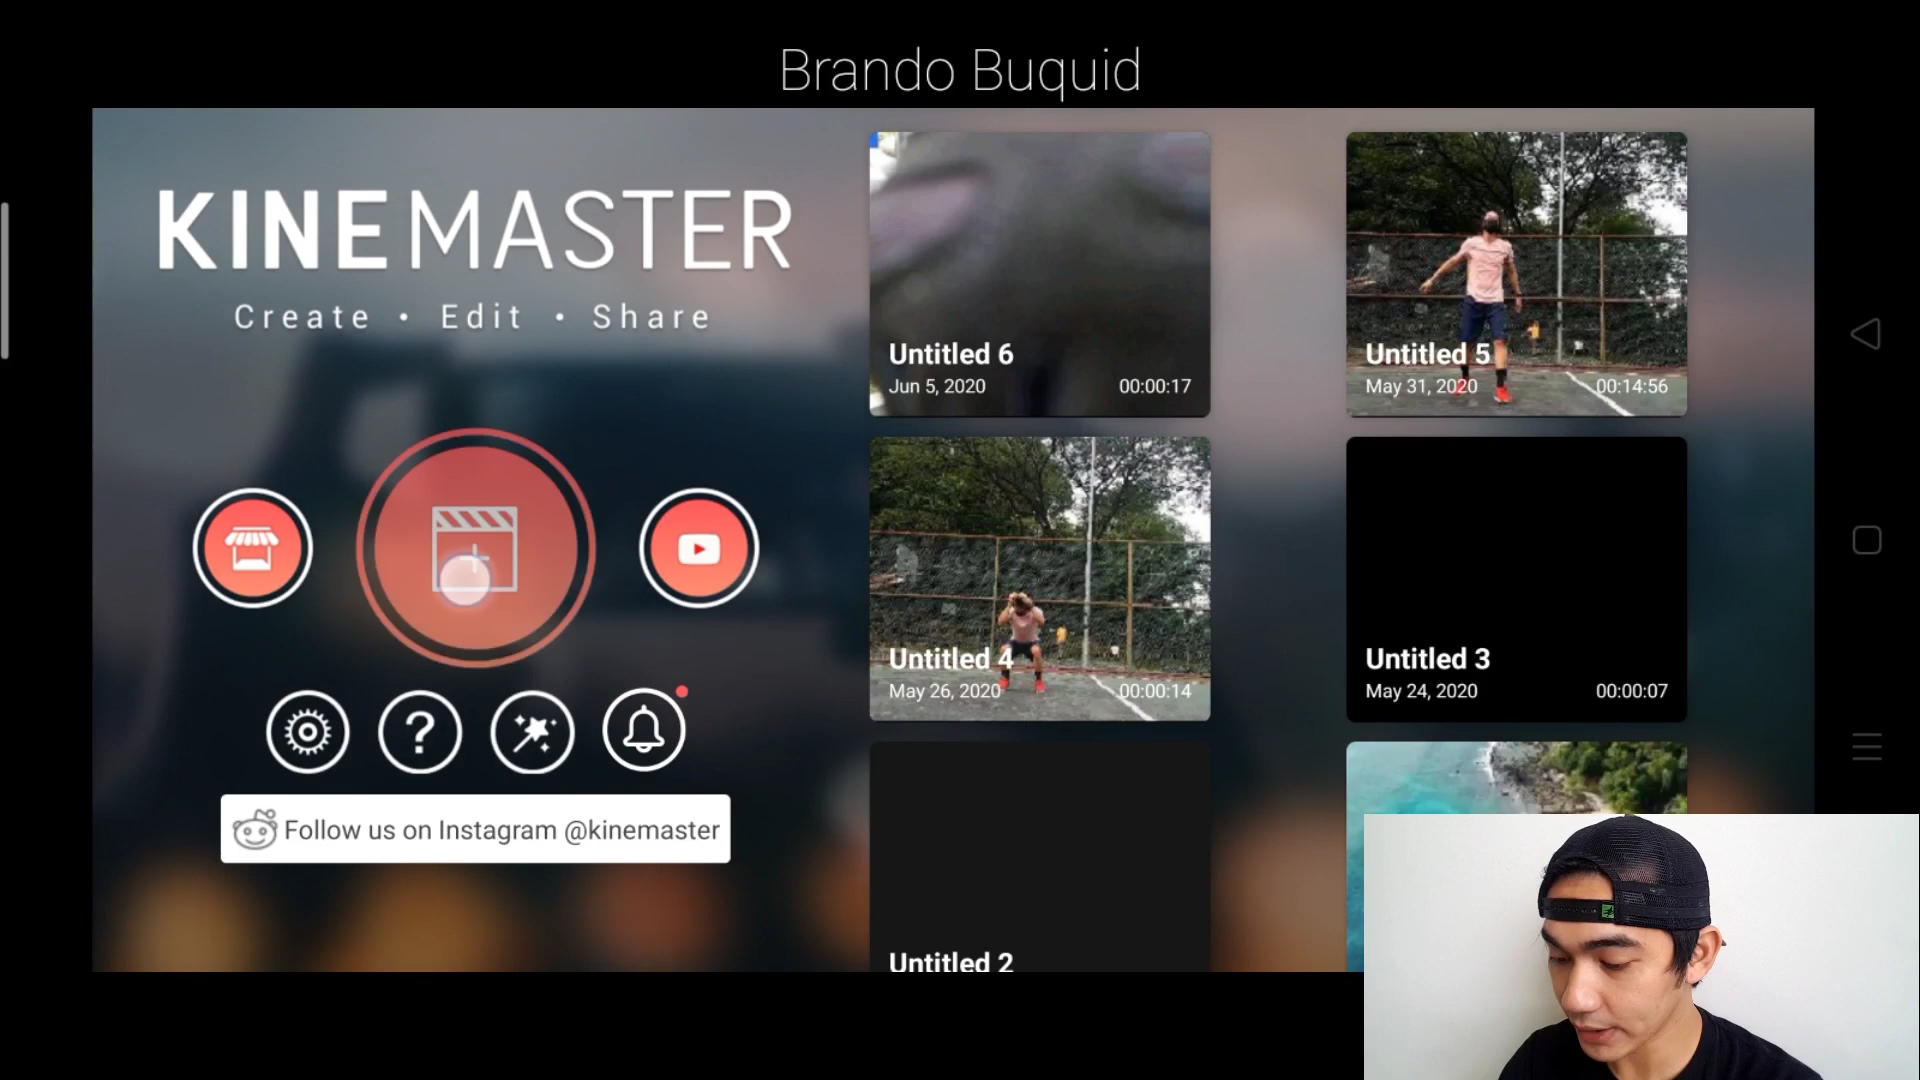 Brando Buquid
KINEMASTER
Create • Edit • Share
Follow us on Instagram @kinemaster
Untitled 6
Jun 5, 2020 00:00:17
Untitled 5
May 31, 2020 00:14:56
Untitled 4
May 26, 2020 00:00:14
Untitled 3
May 24, 2020 00:00:07
Untitled 2